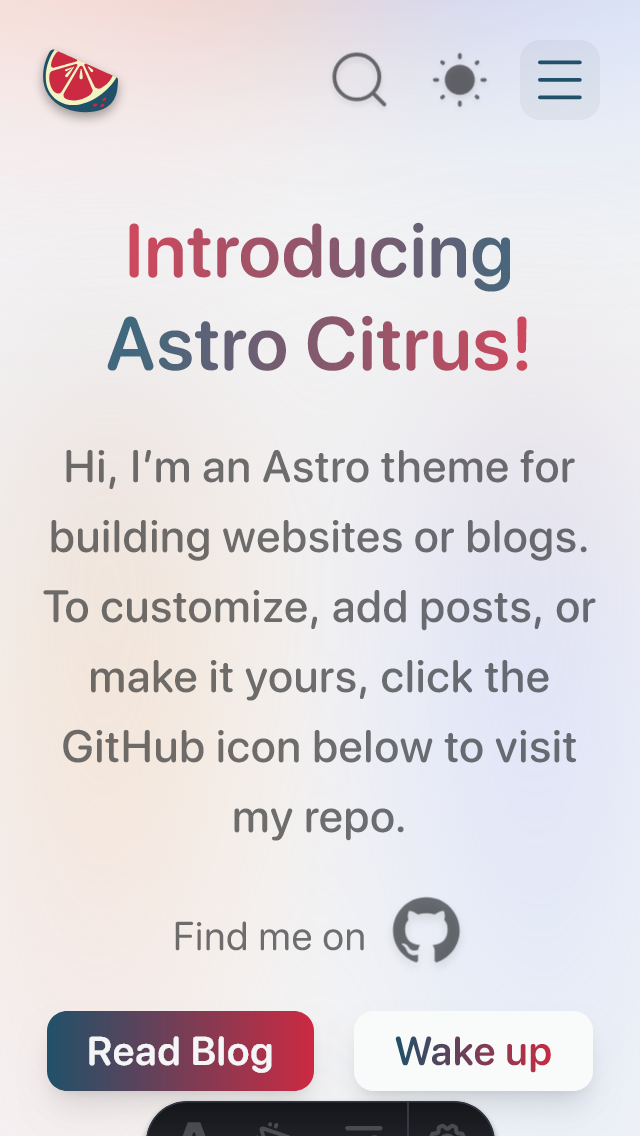 Introducing
Astro Citrus!
Hi, I’m an Astro theme for
building websites or blogs.
To customize, add posts, or
make it yours, click the
GitHub icon below to visit
my repo.
Find me on
Read Blog
Wake up